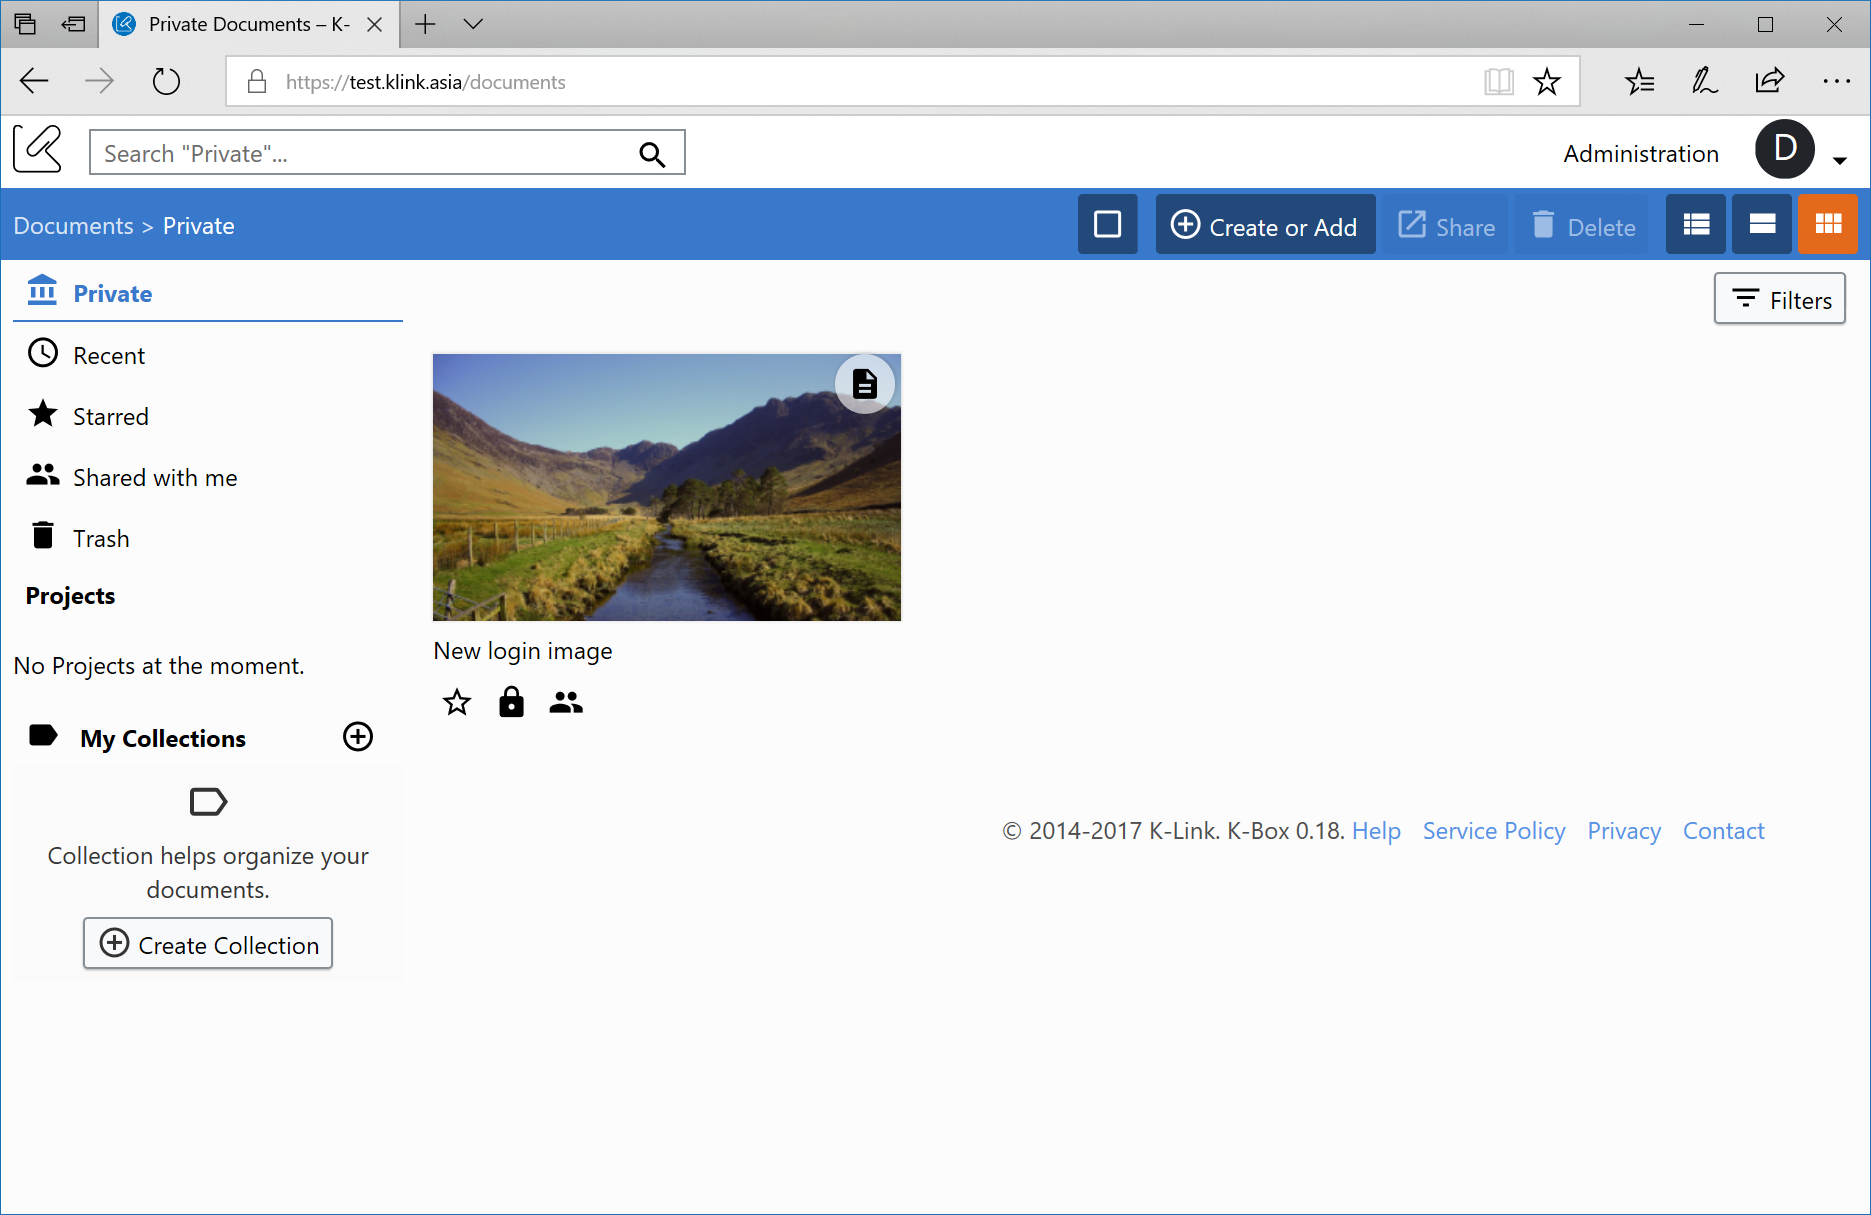 Private Documents – K-
https://test.klink.asia/documents
Search "Private"...
Administration
D
Documents > Private
Create or Add
Share
Delete
Private
Filters
Recent
Starred
Shared with me
Trash
Projects
No Projects at the moment.
My Collections
Collection helps organize your
documents.
Create Collection
New login image
© 2014-2017 K-Link. K-Box 0.18. Help Service Policy Privacy Contact